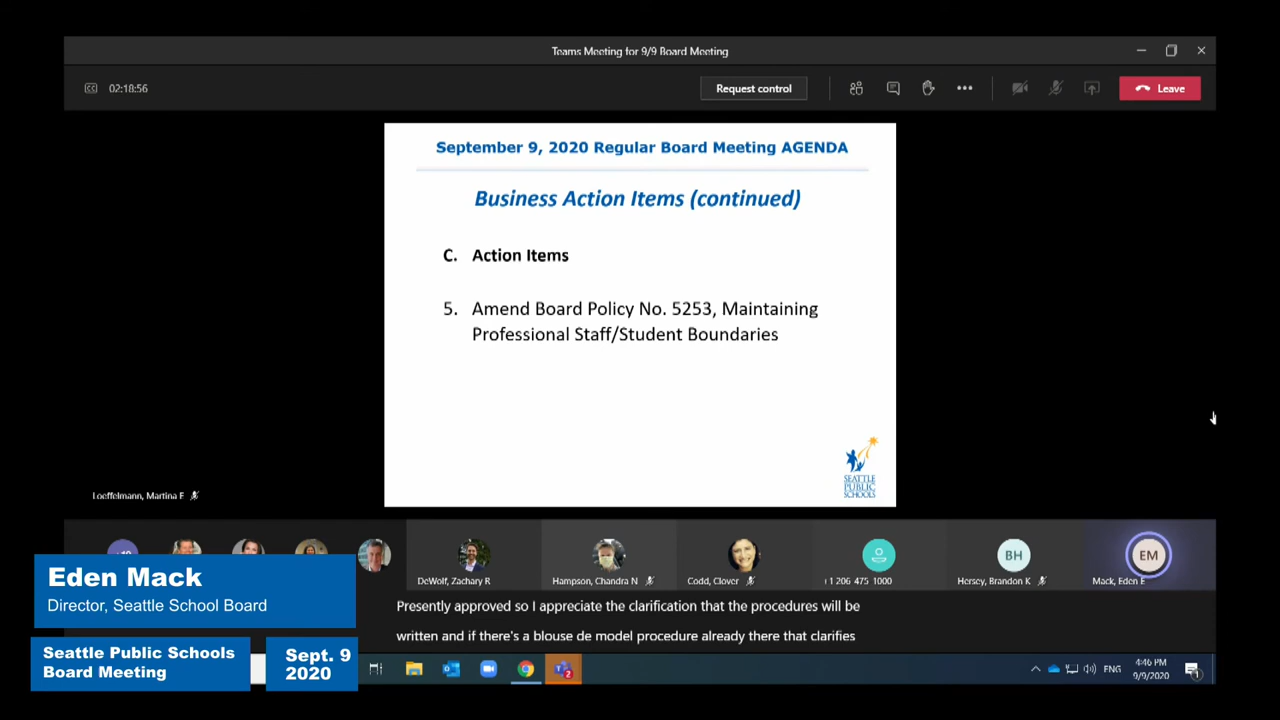 Teams Meeting for 9/9 Board Meeting
02:18:56
Request control
Leave
September 9, 2020 Regular Board Meeting AGENDA
Business Action Items (continued)
C. Action Items
5. Amend Board Policy No. 5253, Maintaining
Professional Staff/Student Boundaries
SEATTLE
PUBLIC
SCHOOLS
Loeffelmann, Martina F
DeWolf, Zachary R
Hampson, Chandra N
Codd, Clover
1 206 475 1000
BH
Hersey, Brandon K
EM
Mack, Eden E
Eden Mack
Director, Seattle School Board
Presently approved so I appreciate the clarification that the procedures will be
written and if there's a blouse de model procedure already there that clarifies
Seattle Public Schools
Board Meeting
Sept. 9
2020
2
ENG
4:46 PM
9/9/2020
1